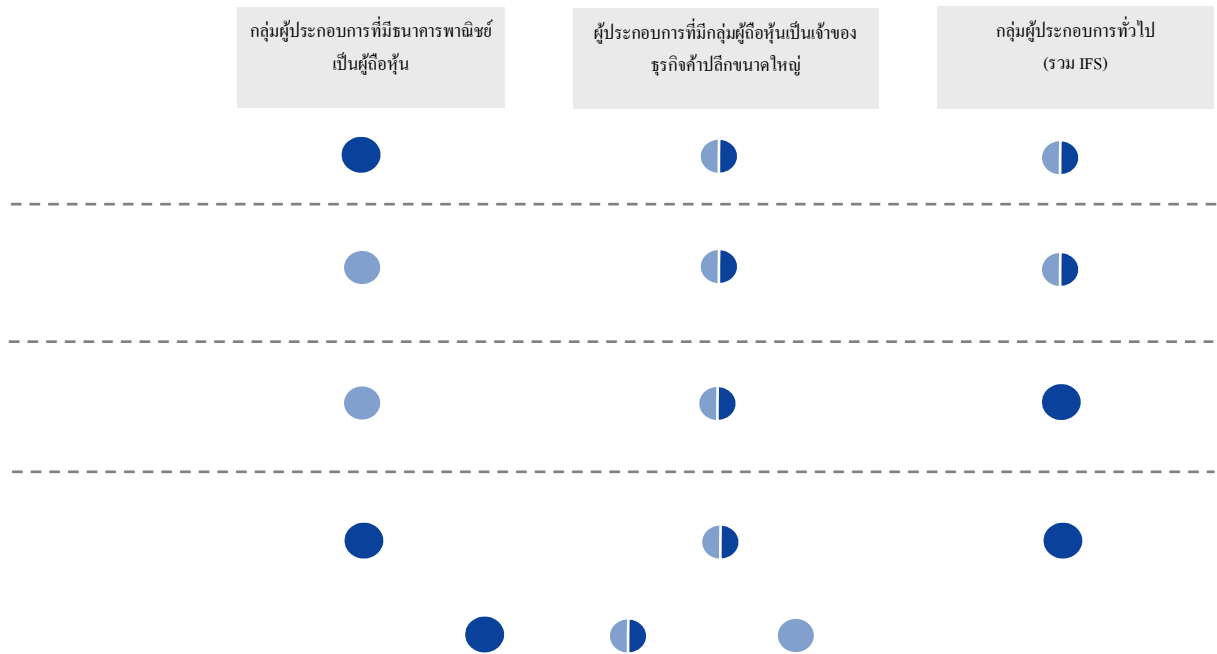 กลุ่มผู้ประกอบการที่มีธนาคารพาณิชย์
เป็นผู้ถือหุ้น
ผู้ประกอบการที่มีกลุ่มผู้ถือหุ้นเป็นเจ้าของ
ธุรกิจค้าปลีกขนาดใหญ่
กลุ่มผู้ประกอบการทั่วไป
(รวม IFS)